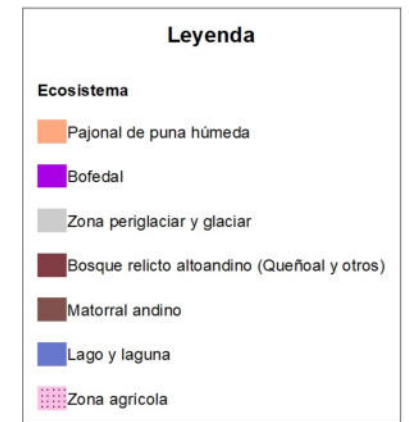 Leyenda
Ecosistema
Pajonal de puna húmeda
Bofedal
Zona periglaciar y glaciar
Bosque relicto altoandino (Queñoal y otros)
Matorral andino
Lago y laguna
Zona agrícola